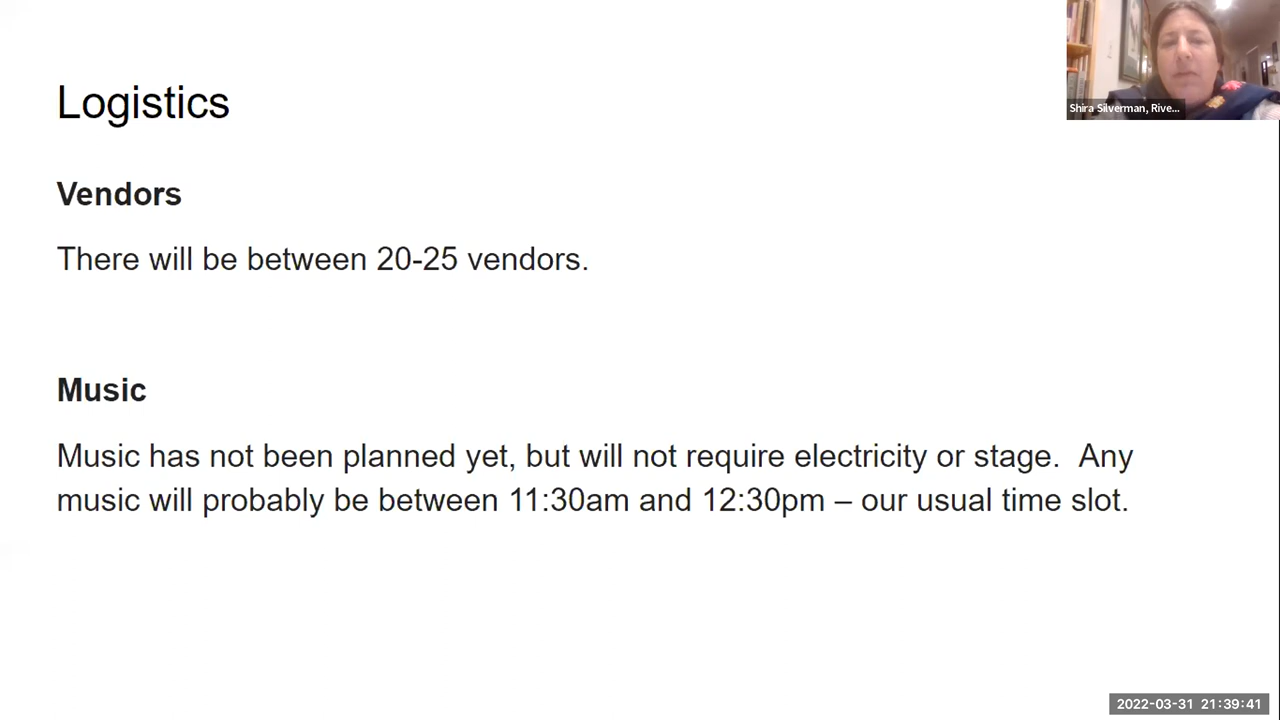 Logistics
Shira Silverman, Rive...
Vendors
There will be between 20-25 vendors.
Music
Music has not been planned yet, but will not require electricity or stage.  Any
music will probably be between 11:30am and 12:30pm – our usual time slot.
2022-03-31 21:39:41